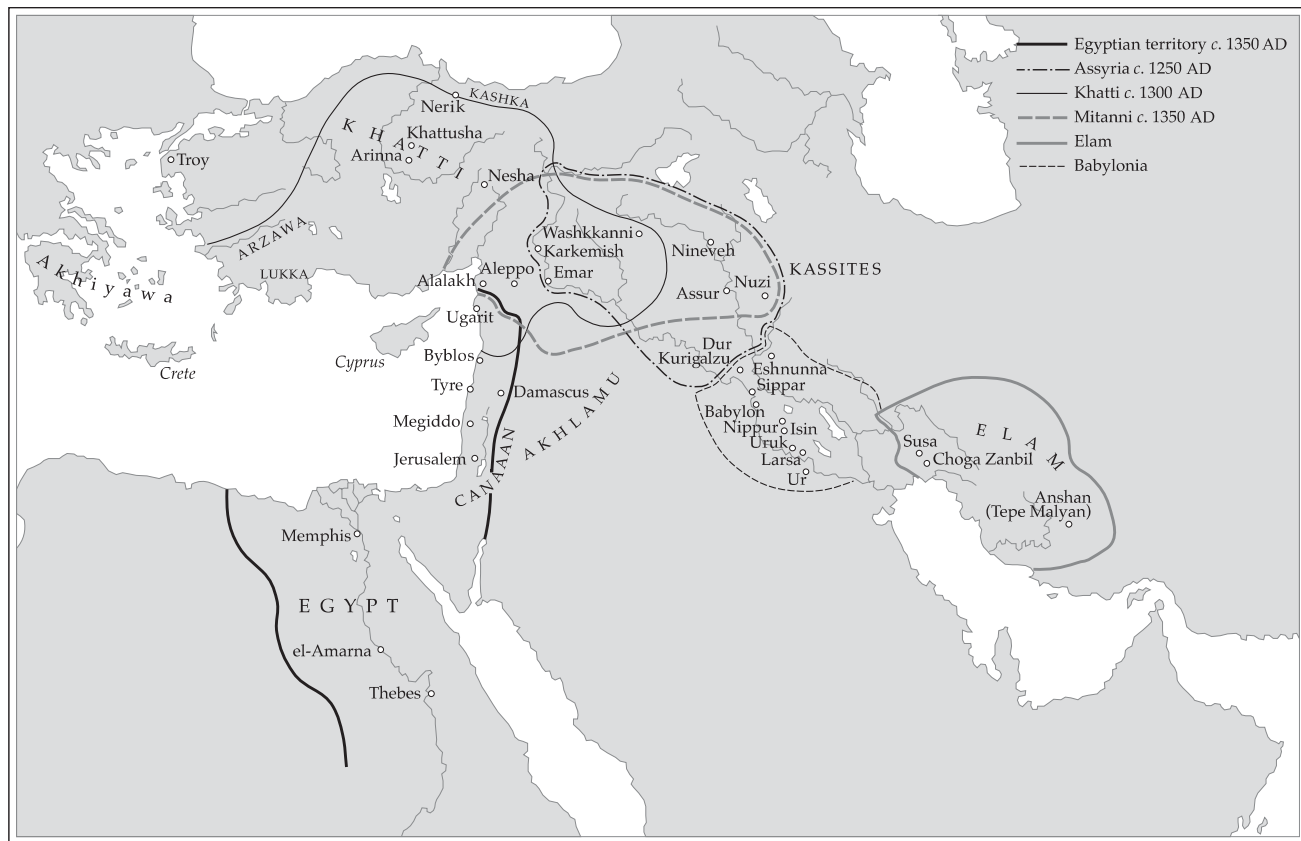 Egyptian territory c. 1350 AD
Assyria c. 1250 AD
Khatti c. 1300 AD
Mitanni c. 1350 AD
Elam
Babylonia
KASHKA
Nerik
KHATTI
Khattusha
Arinna
Troy
Nesha
ARZAWA
LUKKA
Akhiyawa
Washkkanni
Karkemish
Nineveh
KASSITES
Alalakh
Aleppo
Emar
Assur
Nuzi
Ugarit
Crete
Cyprus
Byblos
Dur
Kurigalzu
Eshnunna
Sippar
Tyre
Damascus
AKHLAMU
Babylon
Megiddo
Nippur
Isin
Uruk
Larsa
Ur
Jerusalem
CANAAAN
ELAM
Susa
Choga Zanbil
Anshan
(Tepe Malyan)
Memphis
EGYPT
el-Amarna
Thebes